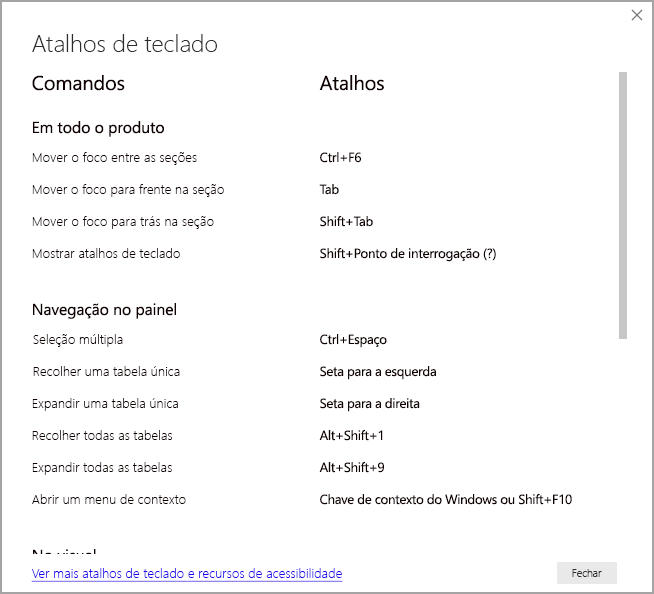 Atalhos de teclado
Comandos Atalhos
Em todo o produto
Mover o foco entre as seções Ctrl+F6
Mover o foco para frente na seção Tab
Mover o foco para trás na seção Shift+Tab
Mostrar atalhos de teclado Shift+Ponto de interrogação (?)
Navegação no painel
Seleção múltipla Ctrl+Espaço
Recolher uma tabela única Seta para a esquerda
Expandir uma tabela única Seta para a direita
Recolher todas as tabelas Alt+Shift+1
Expandir todas as tabelas Alt+Shift+9
Abrir um menu de contexto Chave de contexto do Windows ou Shift+F10
No visual
Ver mais atalhos de teclado e recursos de acessibilidade Fechar